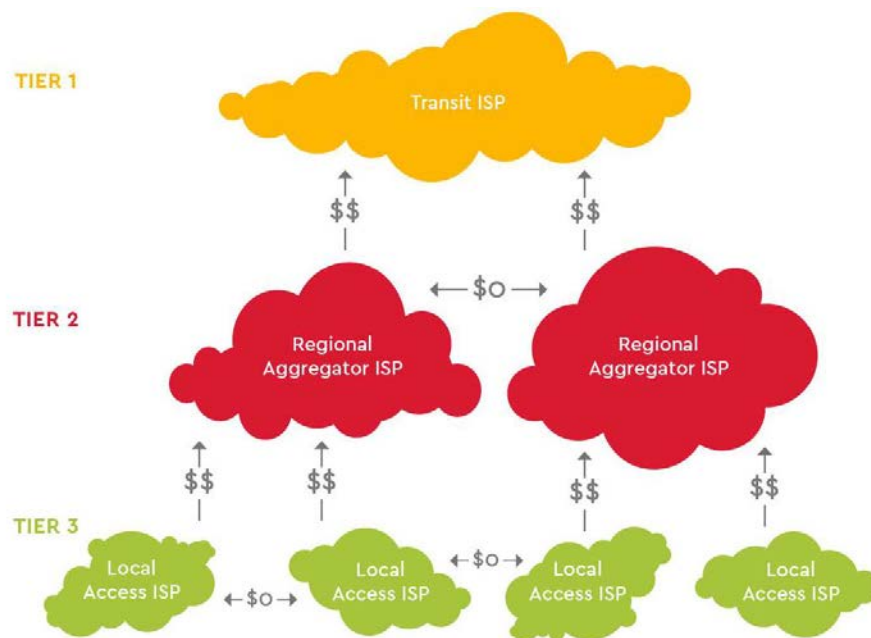 TIER 1
Transit ISP
$$
$$
$0
TIER 2
Regional
Aggregator ISP
Regional
Aggregator ISP
$$
$$
$$
$$
TIER 3
Local
Access ISP
$0
Local
Access ISP
$0
Local
Access ISP
Local
Access ISP